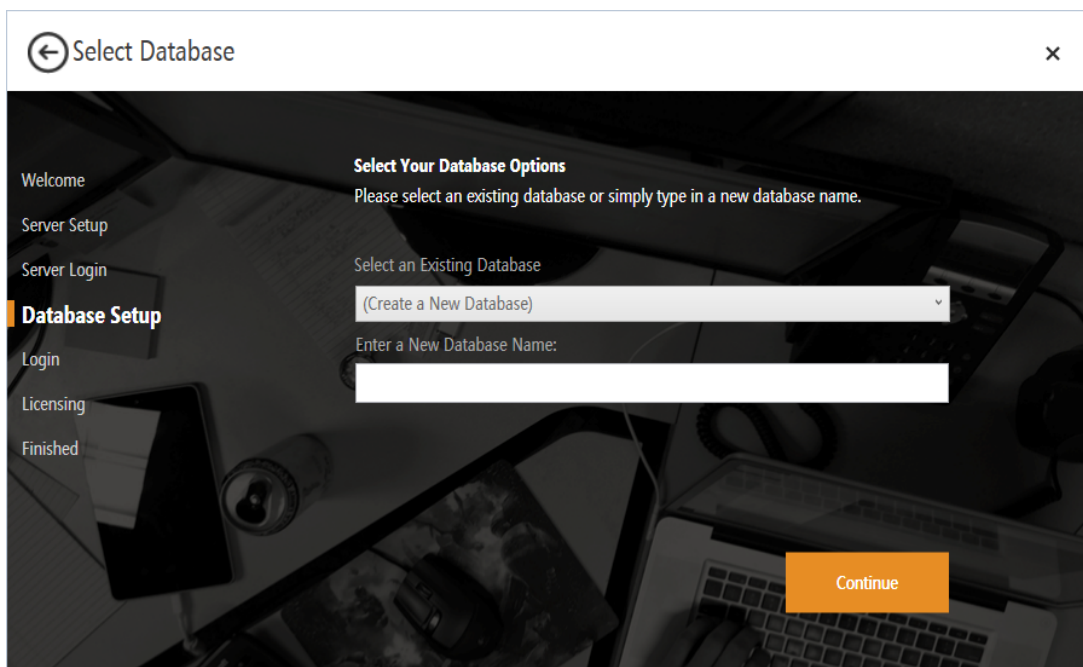 Select Database
Welcome
Server Setup
Server Login
Database Setup
Login
Licensing
Finished
Select Your Database Options
Please select an existing database or simply type in a new database name.
Select an Existing Database
(Create a New Database)
Enter a New Database Name:
Continue